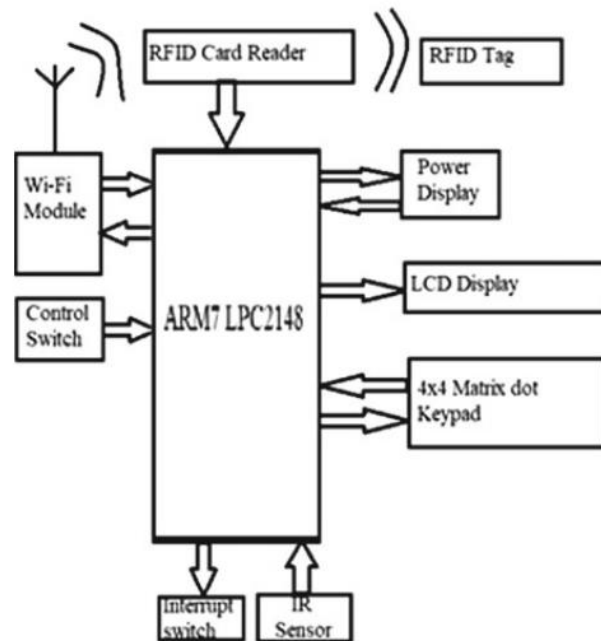 RFID Card Reader
RFID Tag
Wi-Fi
Module
Power
Display
ARM7 LPC2148
LCD Display
Control
Switch
4x4 Matrix dot
Keypad
Interrupt
switch
IR
Sensor